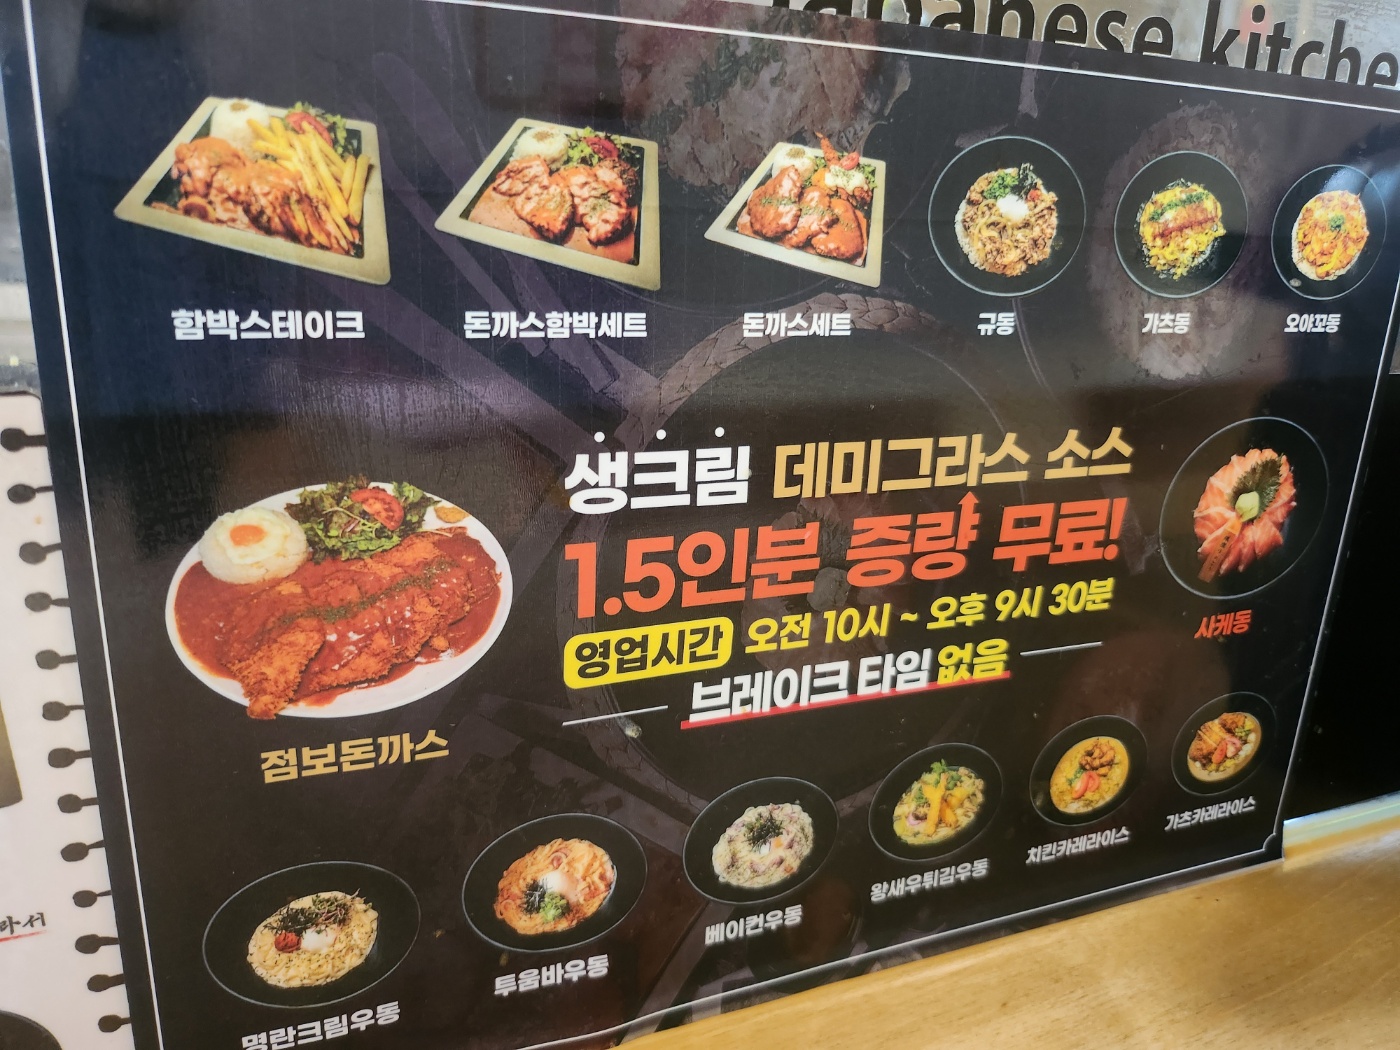 Japanese kitche
함박스테이크
돈까스함박세트
돈까스세트
규동
가츠동
오야꼬동
생크림 데미그라스 소스
1.5인분 증량 무료!
영업시간 오전 10시 ~ 오후 9시 30분
브레이크 타임 없음
사케동
점보돈까스
명란크림우동
투움바우동
베이컨우동
왕새우튀김우동
치킨카레라이스
가츠카레라이스
라서